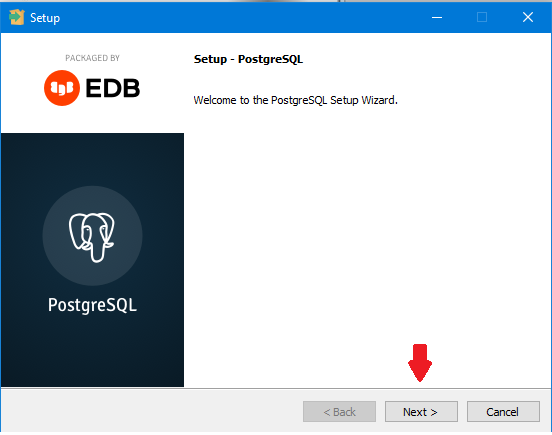 Setup
PACKAGED BY
EDB
Setup - PostgreSQL
Welcome to the PostgreSQL Setup Wizard.
PostgreSQL
< Back
Next >
Cancel